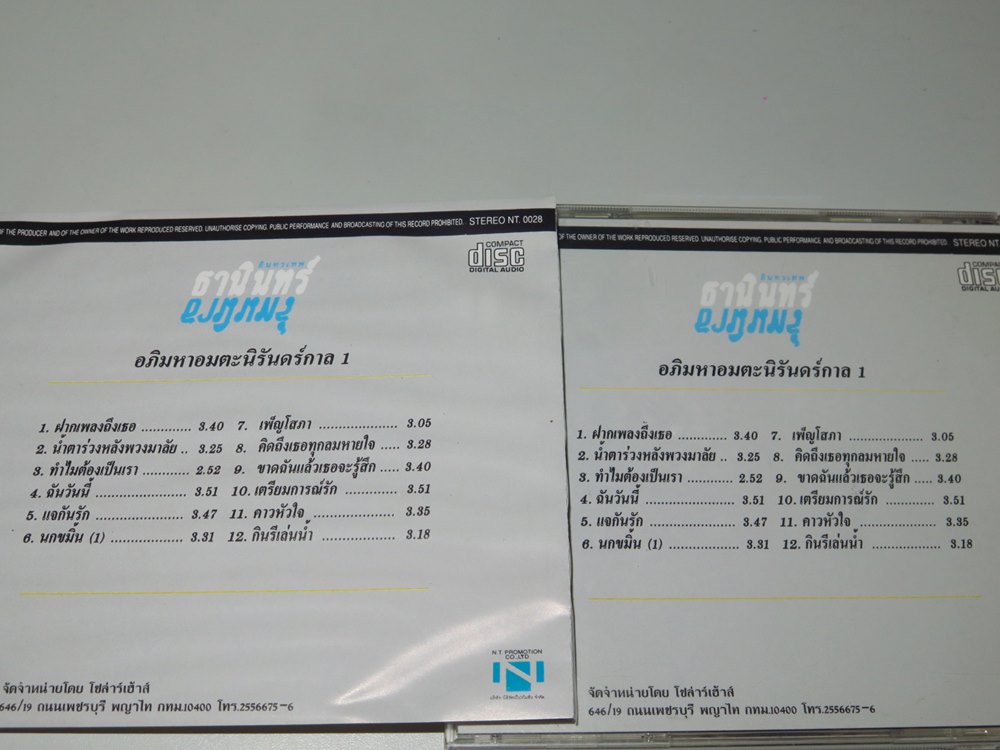 OF THE PRODUCER AND OF THE OWNER OF THE WORK REPRODUCED RESERVED. UNAUTHORISE COPYING. PUBLIC PERFORMANCE AND BROADCASTING OF THIS RECORD PROHIBITED. STEREO NT. 0028
COMPACT
disc
DIGITAL AUDIO
อินทรเทพ
ธานินทร์
อภิมหาอมตะนิรันดร์กาล 1
1. ฝากเพลงถึงเธอ ............. 3.40
2. น้ำตาร่วงหลังพวงมาลัย .. 3.25
3. ทำไมต้องเป็นเรา ............. 2.52
4. ฉันวันนี้ ....................... 3.51
5. แจกันรัก ....................... 3.47
6. นกขมิ้น (1) ................... 3.31
7. เพ็ญโสภา .................... 3.05
8. คิดถึงเธอทุกลมหายใจ ..... 3.28
9. ขาดฉันแล้วเธอจะรู้สึก ..... 3.40
10. เตรียมการณ์รัก ............... 3.51
11. คาวหัวใจ ..................... 3.35
12. กินรีเล่นน้ำ ................... 3.18
N.T. PROMOTION
CO.,LTD
จัดจำหน่ายโดย โซล่าร์เฮ้าส์
646/19 ถนนเพชรบุรี พญาไท กทม.10400 โทร.2556675-6
OF THE OWNER OF THE WORK REPRODUCED RESERVED. UNAUTHORISE COPYING. PUBLIC PERFORMANCE AND BROADCASTING OF THIS RECORD PROHIBITED. STEREO NT.
COMPACT
disc
DIGITAL AUDIO
อินทรเทพ
ธานินทร์
อภิมหาอมตะนิรันดร์กาล 1
1. ฝากเพลงถึงเธอ ............. 3.40
2. น้ำตาร่วงหลังพวงมาลัย .. 3.25
3. ทำไมต้องเป็นเรา ............ 2.52
4. ฉันวันนี้ ....................... 3.51
5. แจกันรัก ....................... 3.47
6. นกขมิ้น (1) .................. 3.31
7. เพ็ญโสภา .................... 3.05
8. คิดถึงเธอทุกลมหายใจ ..... 3.28
9. ขาดฉันแล้วเธอจะรู้สึก .... 3.40
10. เตรียมการณ์รัก .............. 3.51
11. คาวหัวใจ ..................... 3.35
12. กินรีเล่นน้ำ .................. 3.18
จัดจำหน่ายโดย โซล่าร์เฮ้าส์
646/19 ถนนเพชรบุรี พญาไท กทม.10400 โทร.2556675-6